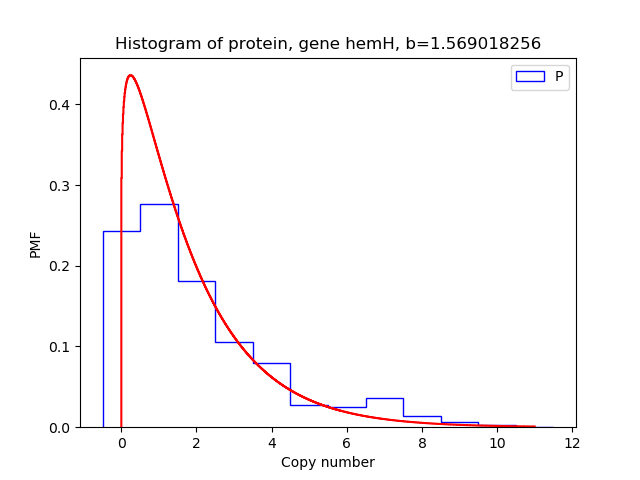 Histogram of protein, gene hemH, b=1.569018256
P
0.4
0.3
0.2
0.1
0.0
PMF
0 2 4 6 8 10 12
Copy number